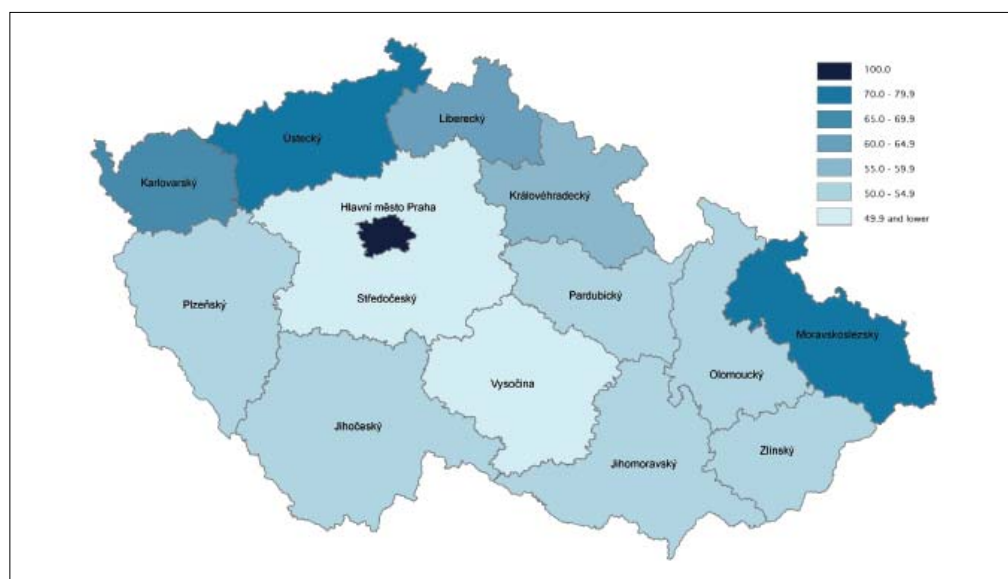 100.0
70.0 - 79.9
65.0 - 69.9
60.0 - 64.9
55.0 - 59.9
50.0 - 54.9
49.9 and lower
Ústecký
Liberecký
Karlovarský
Královéhradecký
Hlavní město Praha
Plzeňský
Středočeský
Pardubický
Moravskoslezský
Olomoucký
Vysočina
Jihočeský
Jihomoravský
Zlínský